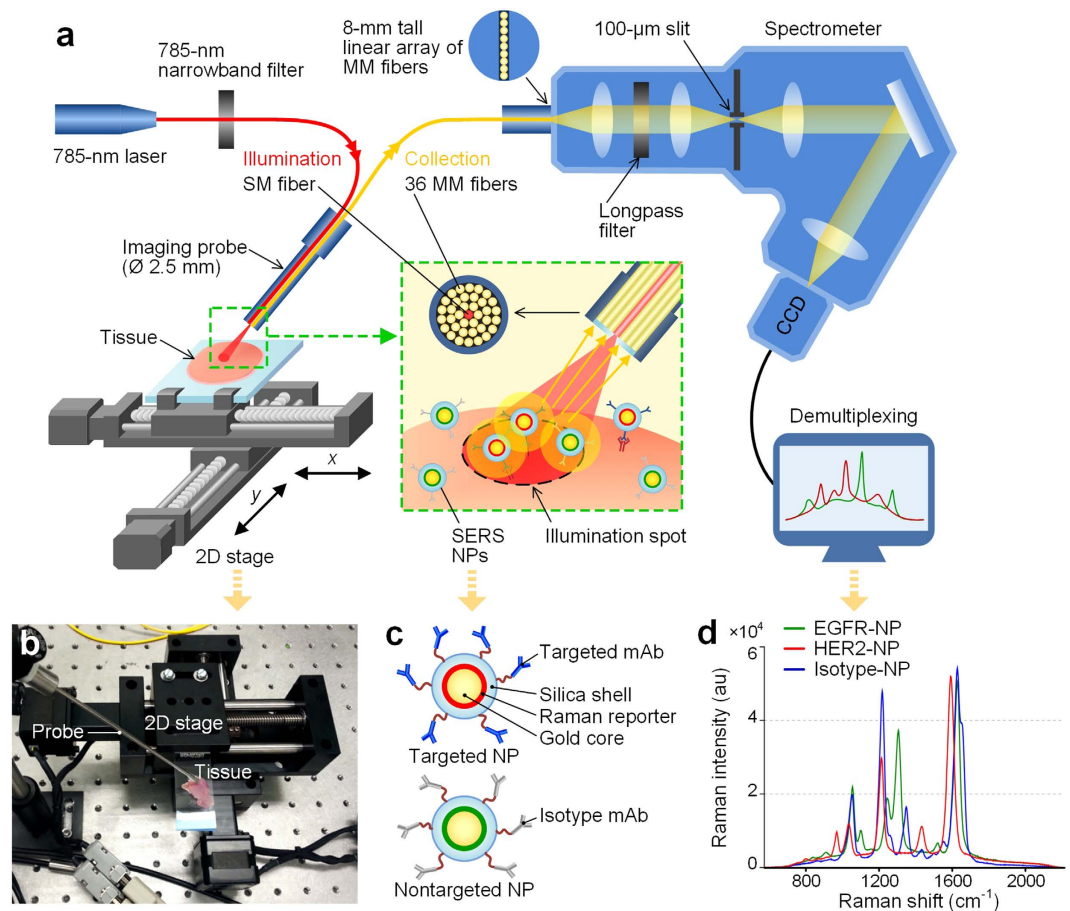 a
785-nm
narrowband filter
785-nm laser
8-mm tall
linear array of
MM fibers
100-µm slit
Spectrometer
Illumination
SM fiber
Collection
36 MM fibers
Longpass
filter
Imaging probe
(Ø 2.5 mm)
Tissue
CCD
x
y
2D stage
SERS
NPs
Illumination spot
Demultiplexing
b
Probe
2D stage
Tissue
c
Targeted mAb
Silica shell
Raman reporter
Gold core
Targeted NP
Isotype mAb
Nontargeted NP
d
×10⁴
EGFR-NP
HER2-NP
Isotype-NP
Raman intensity (au)
6
4
2
0
800
1200
1600
2000
Raman shift (cm⁻¹)